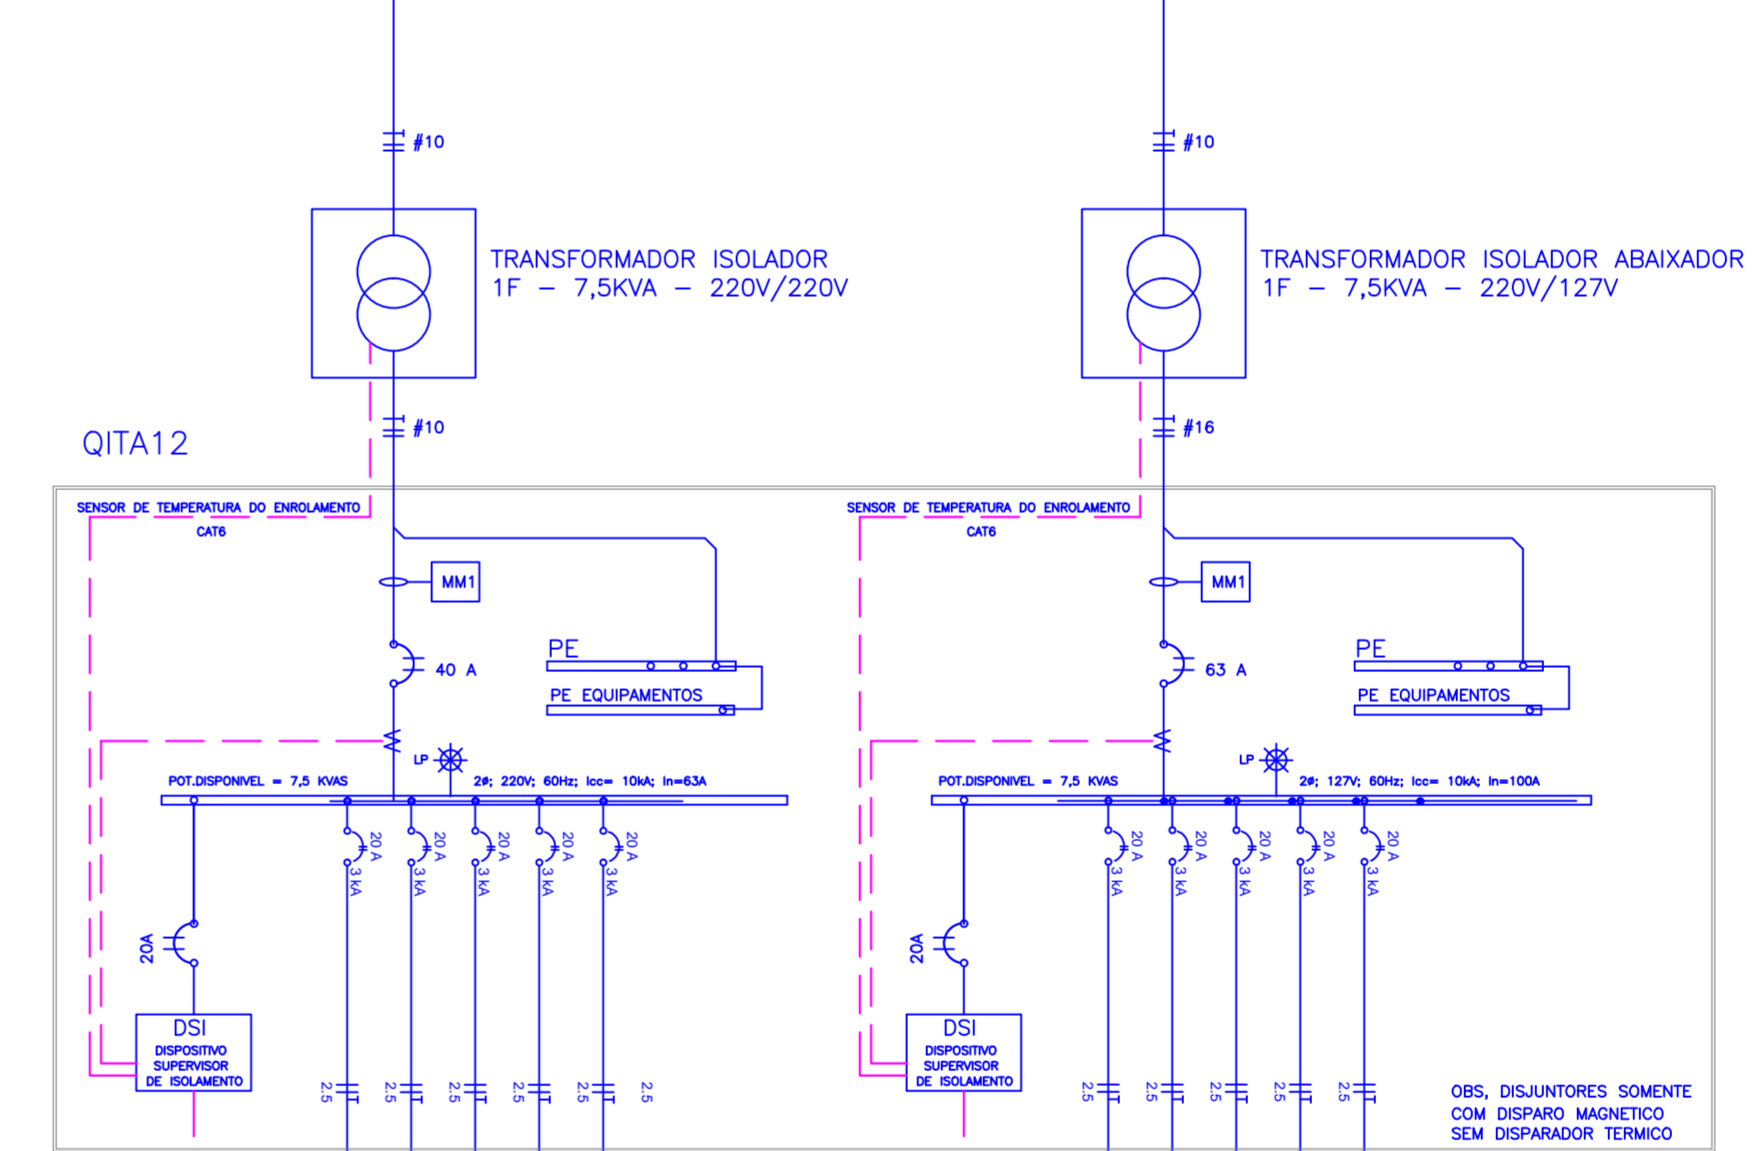 #10
#10
TRANSFORMADOR ISOLADOR
1F - 7,5KVA - 220V/220V
TRANSFORMADOR ISOLADOR ABAIXADOR
1F - 7,5KVA - 220V/127V
#10
#16
QITA12
SENSOR DE TEMPERATURA DO ENROLAMENTO
CAT6
MM1
PE
40 A
PE EQUIPAMENTOS
LP
POT.DISPONIVEL = 7,5 KVAS
2ø; 220V; 60Hz; Icc= 10kA; In=63A
20 A
3 kA
20 A
3 kA
20 A
3 kA
20 A
3 kA
20 A
3 kA
20A
DSI
DISPOSITIVO
SUPERVISOR
DE ISOLAMENTO
2.5
2.5
2.5
2.5
2.5
2.5
SENSOR DE TEMPERATURA DO ENROLAMENTO
CAT6
MM1
PE
63 A
PE EQUIPAMENTOS
LP
POT.DISPONIVEL = 7,5 KVAS
2ø; 127V; 60Hz; Icc= 10kA; In=100A
20 A
3 kA
20 A
3 kA
20 A
3 kA
20 A
3 kA
20 A
3 kA
20A
DSI
DISPOSITIVO
SUPERVISOR
DE ISOLAMENTO
2.5
2.5
2.5
2.5
2.5
OBS, DISJUNTORES SOMENTE
COM DISPARO MAGNETICO
SEM DISPARADOR TERMICO